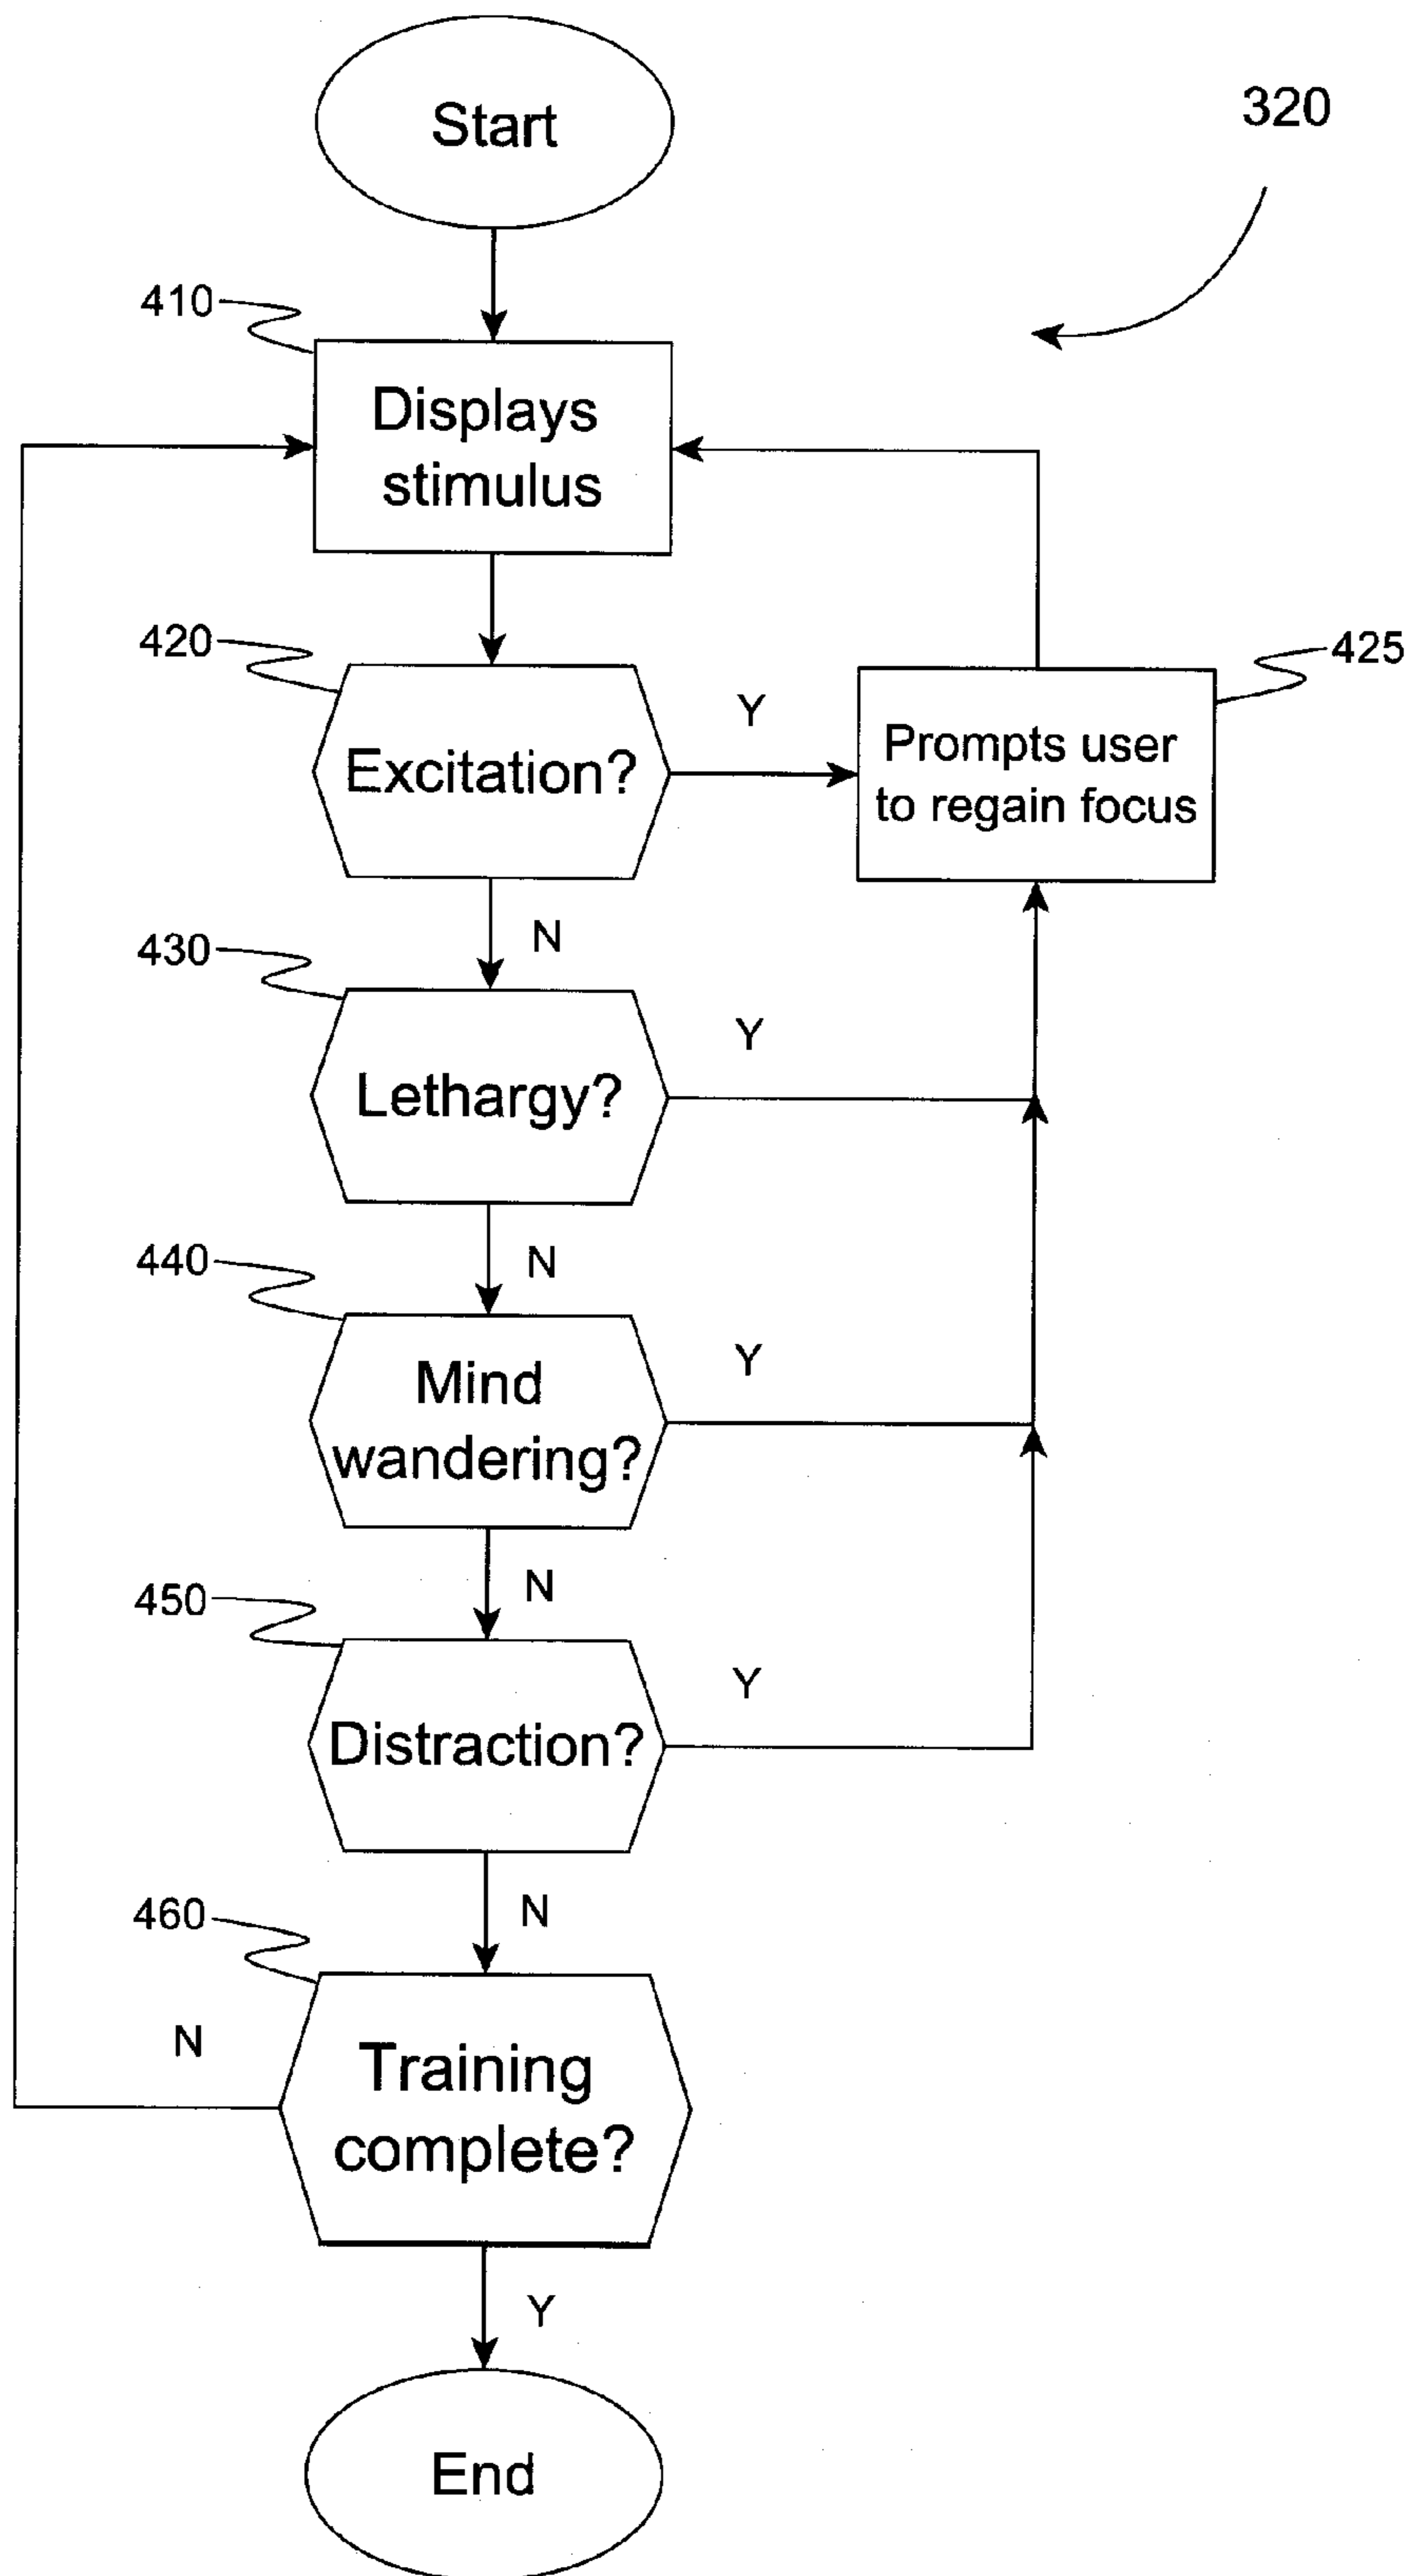 Start
320
410
Displays
stimulus
420
Excitation?
Y
425
Prompts user
to regain focus
N
430
Lethargy?
Y
N
440
Mind
wandering?
Y
N
450
Distraction?
Y
N
460
Training
complete?
N
Y
End